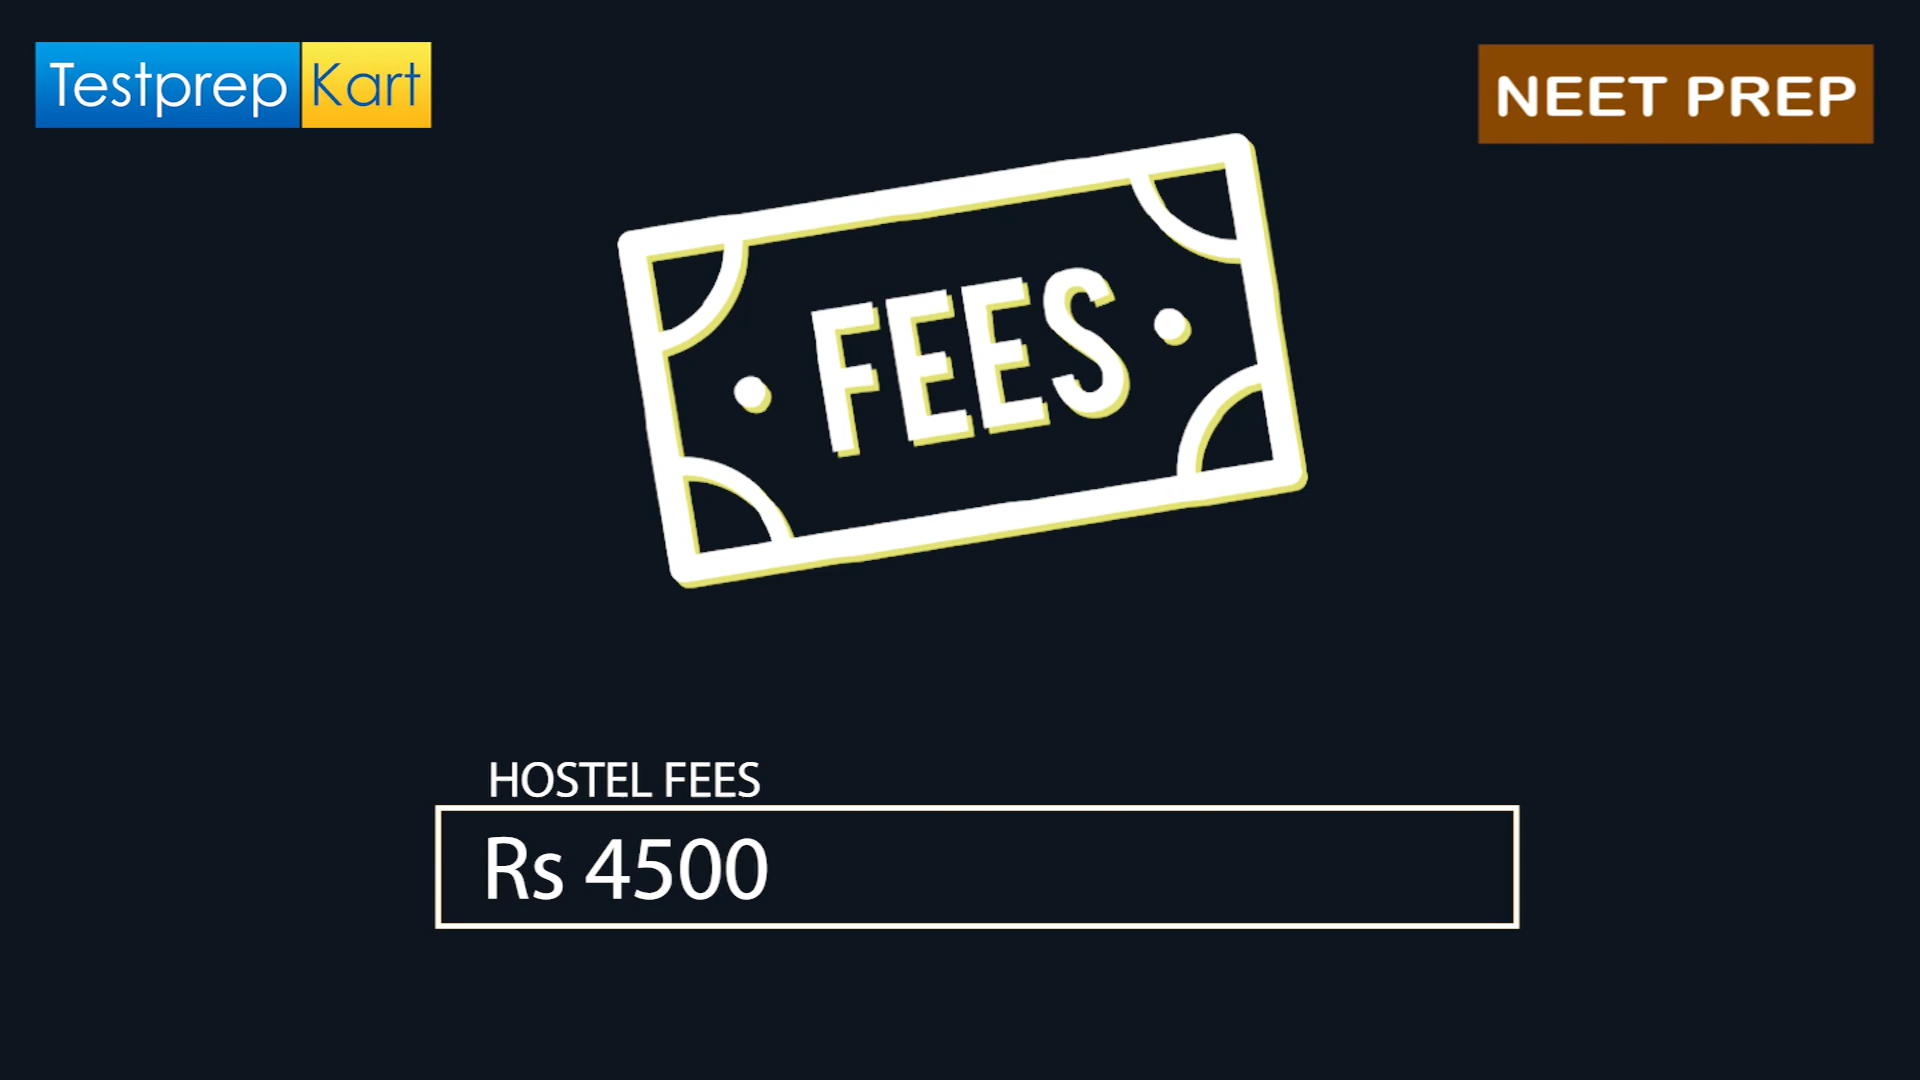 Testprep Kart
NEET PREP
FEES
HOSTEL FEES
Rs 4500